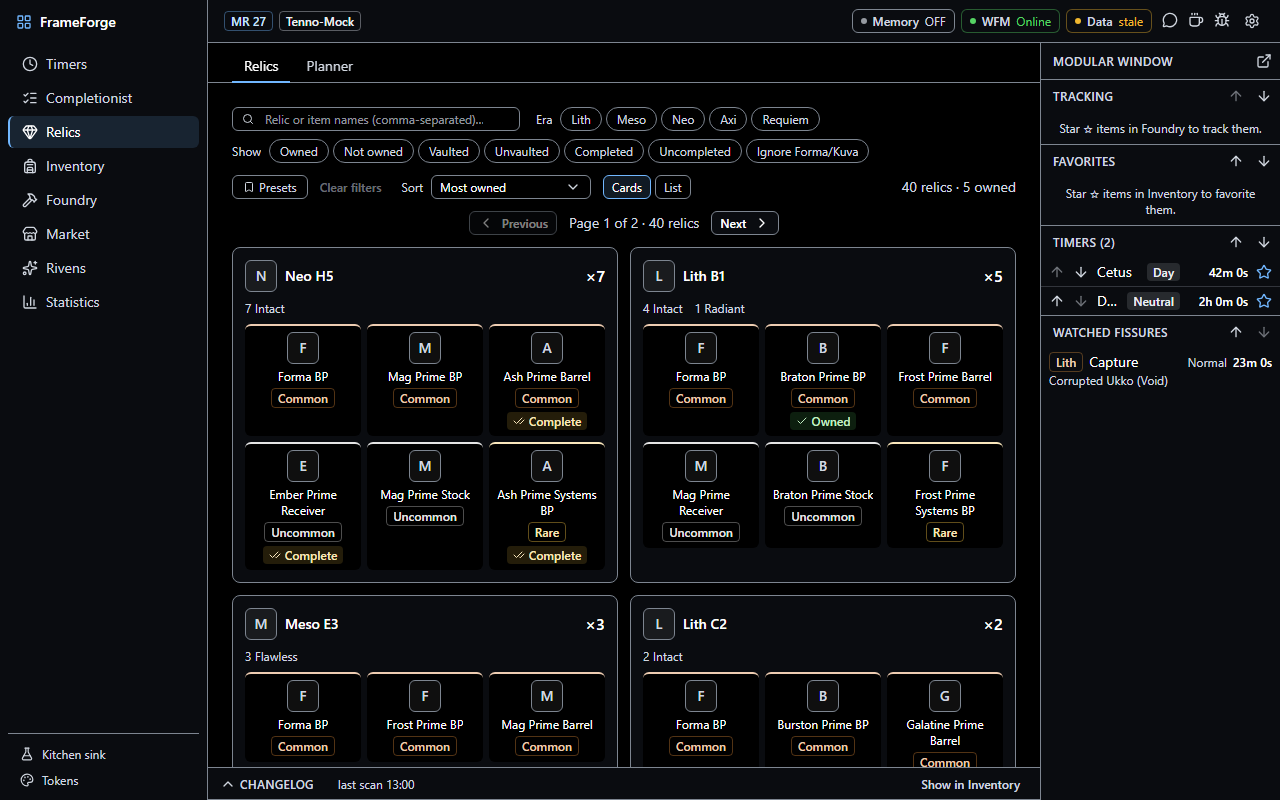 FrameForge
MR 27
Tenno-Mock
Memory OFF
WFM Online
Data stale
Timers
Completionist
Relics
Inventory
Foundry
Market
Rivens
Statistics
Kitchen sink
Tokens
Relics
Planner
Relic or item names (comma-separated)...
Era
Lith
Meso
Neo
Axi
Requiem
Show
Owned
Not owned
Vaulted
Unvaulted
Completed
Uncompleted
Ignore Forma/Kuva
Presets
Clear filters
Sort
Most owned
Cards
List
40 relics · 5 owned
Previous
Page 1 of 2 · 40 relics
Next
N
Neo H5
×7
7 Intact
F
Forma BP
Common
M
Mag Prime BP
Common
A
Ash Prime Barrel
Common
Complete
E
Ember Prime
Receiver
Uncommon
Complete
M
Mag Prime Stock
Uncommon
A
Ash Prime Systems
BP
Rare
Complete
L
Lith B1
×5
4 Intact 1 Radiant
F
Forma BP
Common
B
Braton Prime BP
Common
Owned
F
Frost Prime Barrel
Common
M
Mag Prime
Receiver
Uncommon
B
Braton Prime Stock
Uncommon
F
Frost Prime
Systems BP
Rare
M
Meso E3
×3
3 Flawless
F
Forma BP
Common
F
Frost Prime BP
Common
M
Mag Prime Barrel
Common
L
Lith C2
×2
2 Intact
F
Forma BP
Common
B
Burston Prime BP
Common
G
Galatine Prime
Barrel
Common
CHANGELOG
last scan 13:00
Show in Inventory
MODULAR WINDOW
TRACKING
Star ☆ items in Foundry to track them.
FAVORITES
Star ☆ items in Inventory to favorite
them.
TIMERS (2)
Cetus
Day
42m 0s
D...
Neutral
2h 0m 0s
WATCHED FISSURES
Lith
Capture
Normal 23m 0s
Corrupted Ukko (Void)